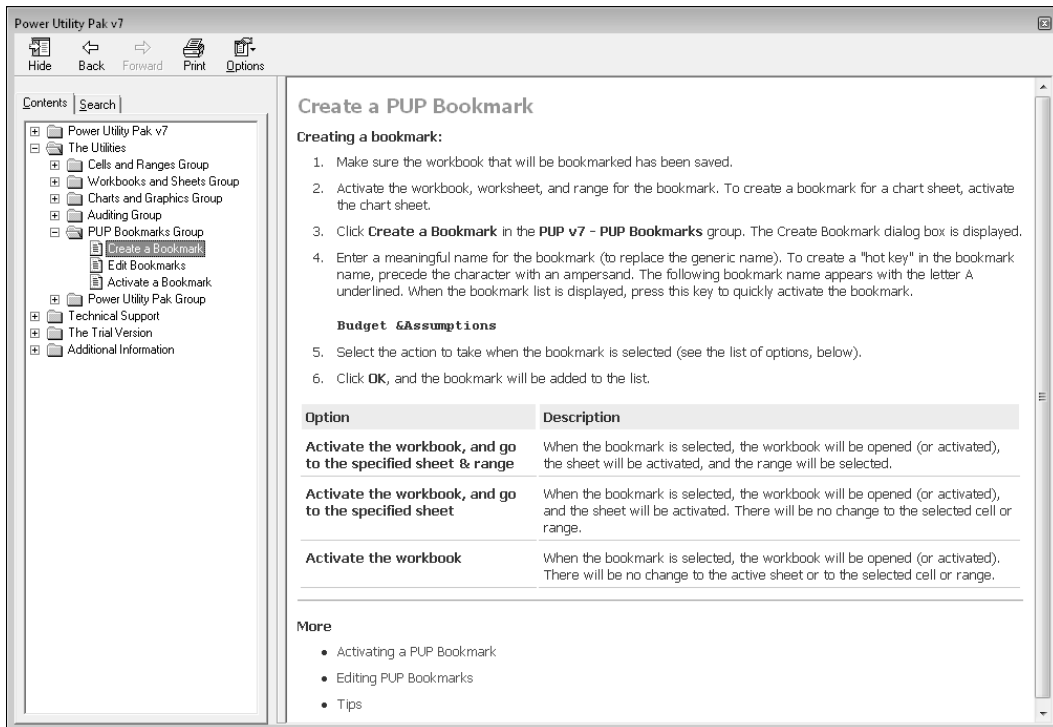 Power Utility Pak v7
Hide Back Forward Print Options
Contents Search
Power Utility Pak v7
The Utilities
Cells and Ranges Group
Workbooks and Sheets Group
Charts and Graphics Group
Auditing Group
PUP Bookmarks Group
Create a Bookmark
Edit Bookmarks
Activate a Bookmark
Power Utility Pak Group
Technical Support
The Trial Version
Additional Information
Create a PUP Bookmark
Creating a bookmark:
1. Make sure the workbook that will be bookmarked has been saved.
2. Activate the workbook, worksheet, and range for the bookmark. To create a bookmark for a chart sheet, activate
the chart sheet.
3. Click Create a Bookmark in the PUP v7 - PUP Bookmarks group. The Create Bookmark dialog box is displayed.
4. Enter a meaningful name for the bookmark (to replace the generic name). To create a "hot key" in the bookmark
name, precede the character with an ampersand. The following bookmark name appears with the letter A
underlined. When the bookmark list is displayed, press this key to quickly activate the bookmark.
Budget &Assumptions
5. Select the action to take when the bookmark is selected (see the list of options, below).
6. Click OK, and the bookmark will be added to the list.
Option Description
Activate the workbook, and go When the bookmark is selected, the workbook will be opened (or activated),
to the specified sheet & range the sheet will be activated, and the range will be selected.
Activate the workbook, and go When the bookmark is selected, the workbook will be opened (or activated),
to the specified sheet and the sheet will be activated. There will be no change to the selected cell or
range.
Activate the workbook When the bookmark is selected, the workbook will be opened (or activated).
There will be no change to the active sheet or to the selected cell or range.
More
• Activating a PUP Bookmark
• Editing PUP Bookmarks
• Tips